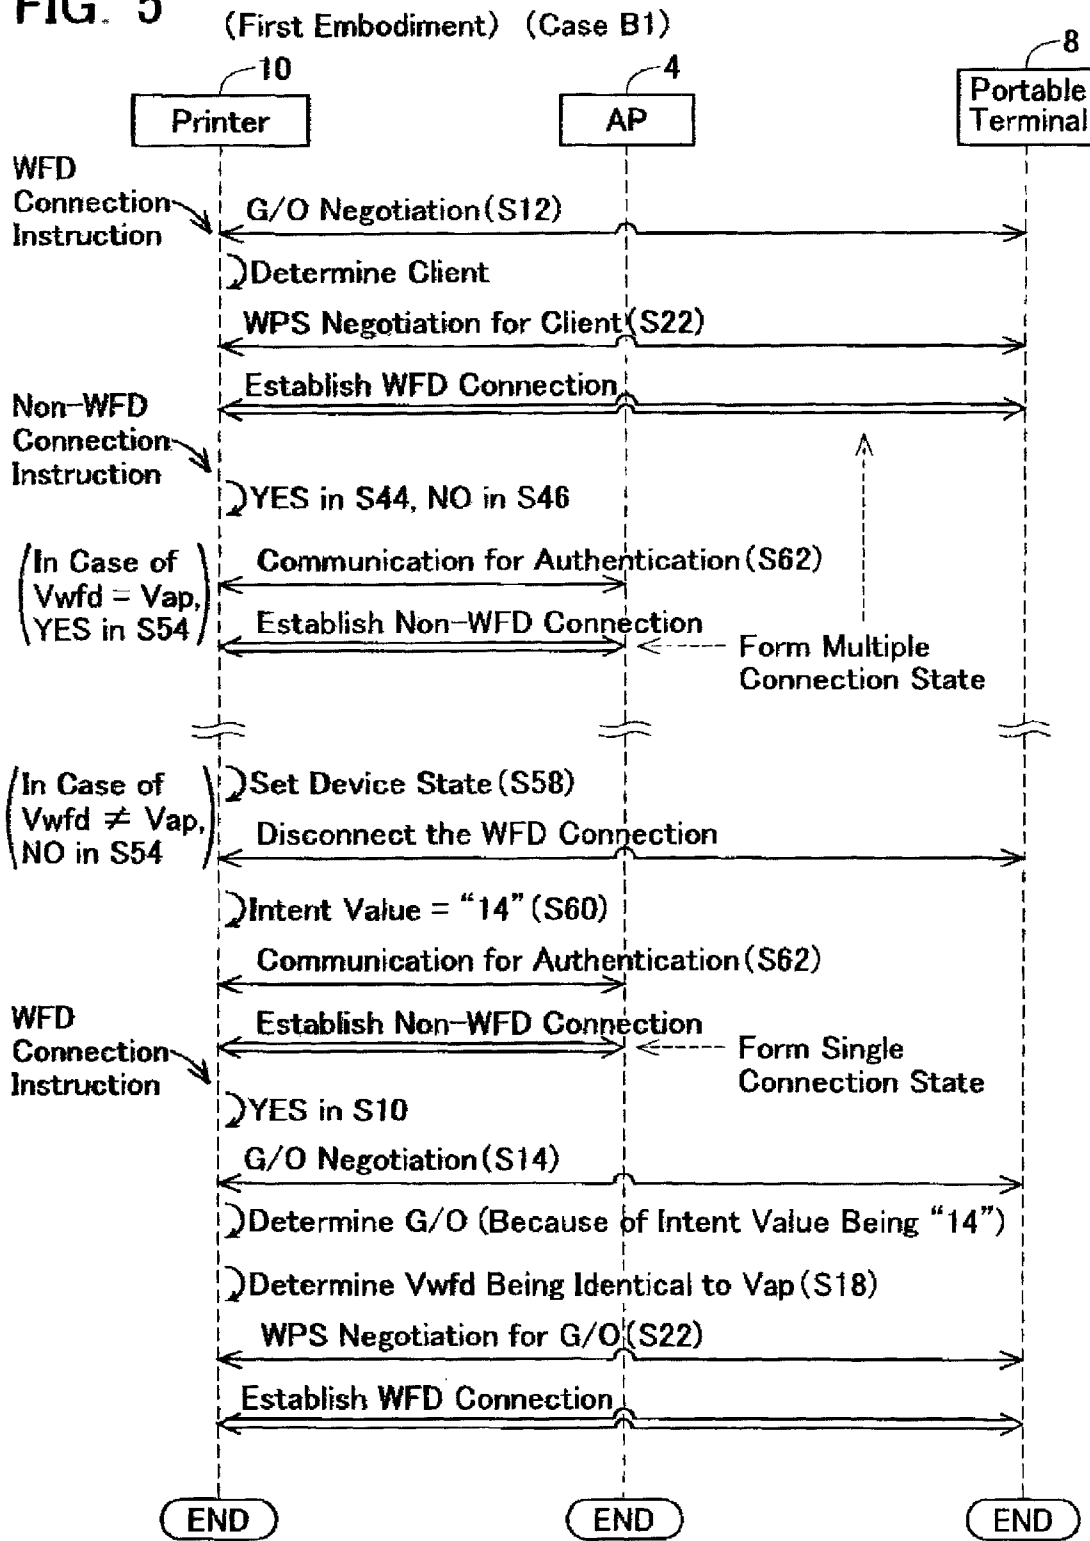 FIG. 5
(First Embodiment) (Case B1)
10
4
8
Printer
AP
Portable
Terminal
WFD
Connection
Instruction
G/O Negotiation(S12)
Determine Client
WPS Negotiation for Client(S22)
Establish WFD Connection
Non-WFD
Connection
Instruction
YES in S44, NO in S46
In Case of
Vwfd = Vap,
YES in S54
Communication for Authentication(S62)
Establish Non-WFD Connection
Form Multiple
Connection State
In Case of
Vwfd ≠ Vap,
NO in S54
Set Device State(S58)
Disconnect the WFD Connection
Intent Value = “14”(S60)
Communication for Authentication(S62)
WFD
Connection
Instruction
Establish Non-WFD Connection
Form Single
Connection State
YES in S10
G/O Negotiation(S14)
Determine G/O (Because of Intent Value Being “14”)
Determine Vwfd Being Identical to Vap(S18)
WPS Negotiation for G/O(S22)
Establish WFD Connection
END
END
END